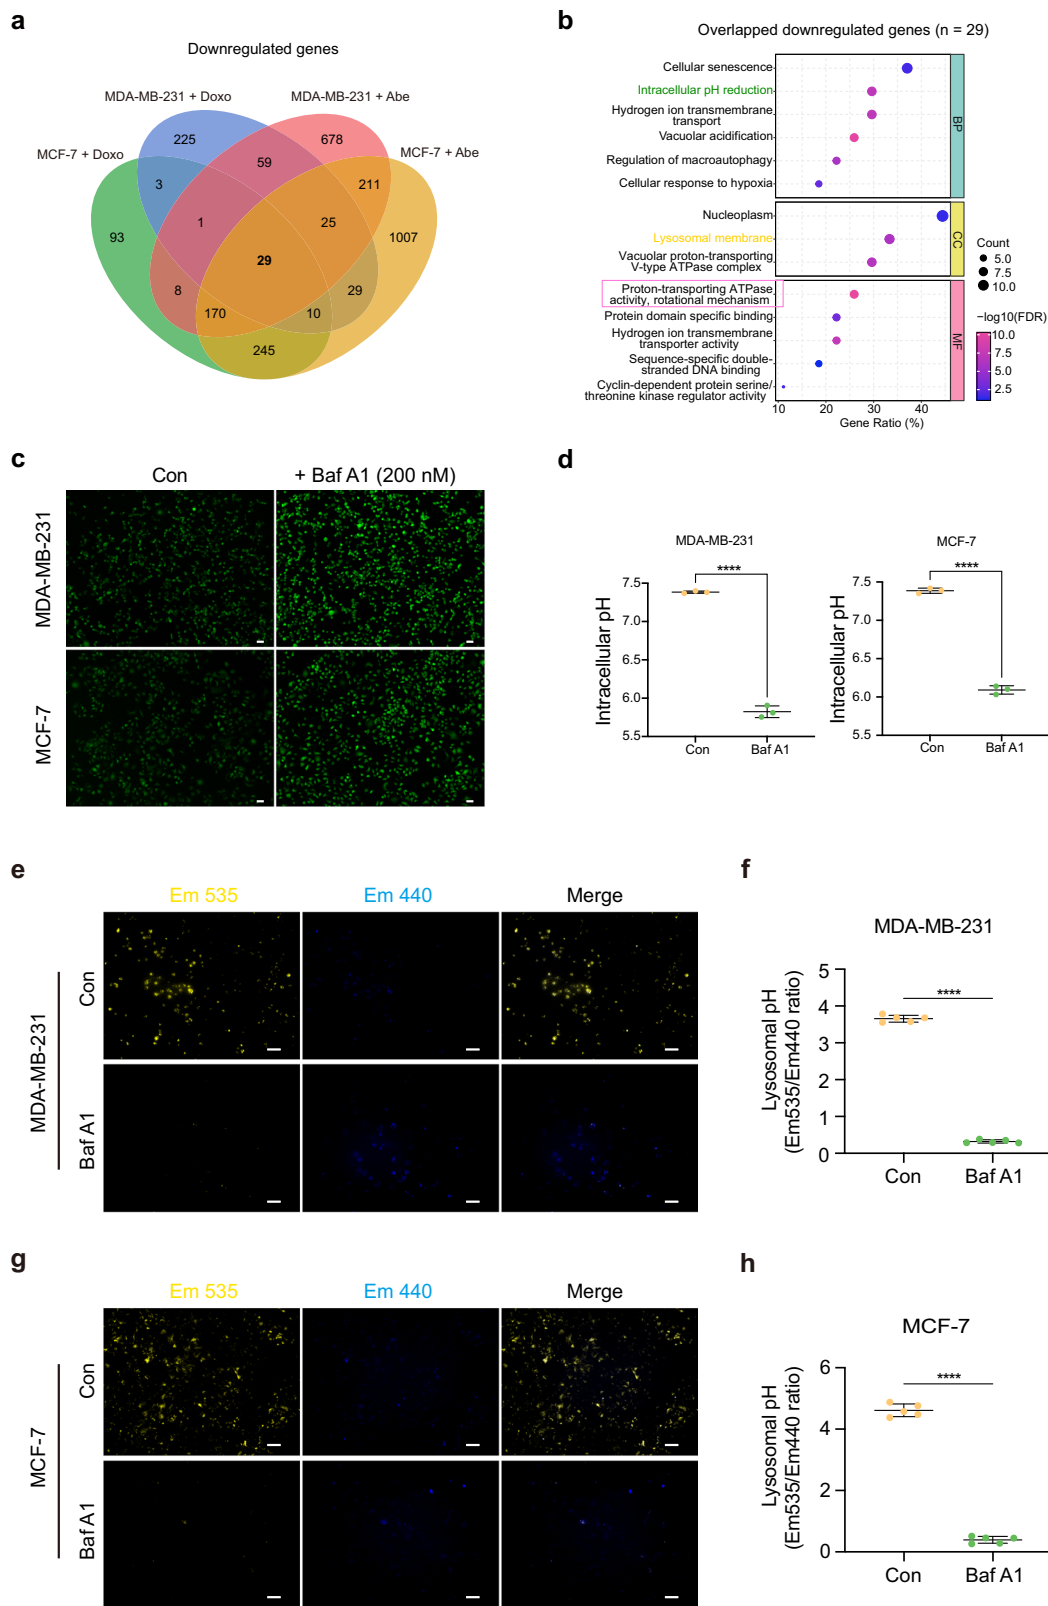 a
Downregulated genes
MDA-MB-231 + Doxo
MDA-MB-231 + Abe
MCF-7 + Doxo
MCF-7 + Abe
225
678
59
3
211
1
25
93
1007
29
8
29
170
10
245
b
Overlapped downregulated genes (n = 29)
Cellular senescence
Intracellular pH reduction
Hydrogen ion transmembrane
transport
Vacuolar acidification
Regulation of macroautophagy
Cellular response to hypoxia
BP
Nucleoplasm
Lysosomal membrane
Vacuolar proton-transporting
V-type ATPase complex
CC
Proton-transporting ATPase
activity, rotational mechanism
Protein domain specific binding
Hydrogen ion transmembrane
transporter activity
Sequence-specific double-
stranded DNA binding
Cyclin-dependent protein serine/
threonine kinase regulator activity
MF
10 20 30 40
Gene Ratio (%)
Count
5.0
7.5
10.0
−log10(FDR)
10.0
7.5
5.0
2.5
c
Con
+ Baf A1 (200 nM)
MDA-MB-231
MCF-7
d
MDA-MB-231
****
7.5
7.0
6.5
6.0
5.5
Intracellular pH
Con Baf A1
MCF-7
****
7.5
7.0
6.5
6.0
5.5
Intracellular pH
Con Baf A1
e
Em 535
Em 440
Merge
MDA-MB-231
Con
Baf A1
f
MDA-MB-231
****
5
4
3
2
1
0
Lysosomal pH
(Em535/Em440 ratio)
Con Baf A1
g
Em 535
Em 440
Merge
MCF-7
Con
Baf A1
h
MCF-7
****
6
4
2
0
Lysosomal pH
(Em535/Em440 ratio)
Con Baf A1